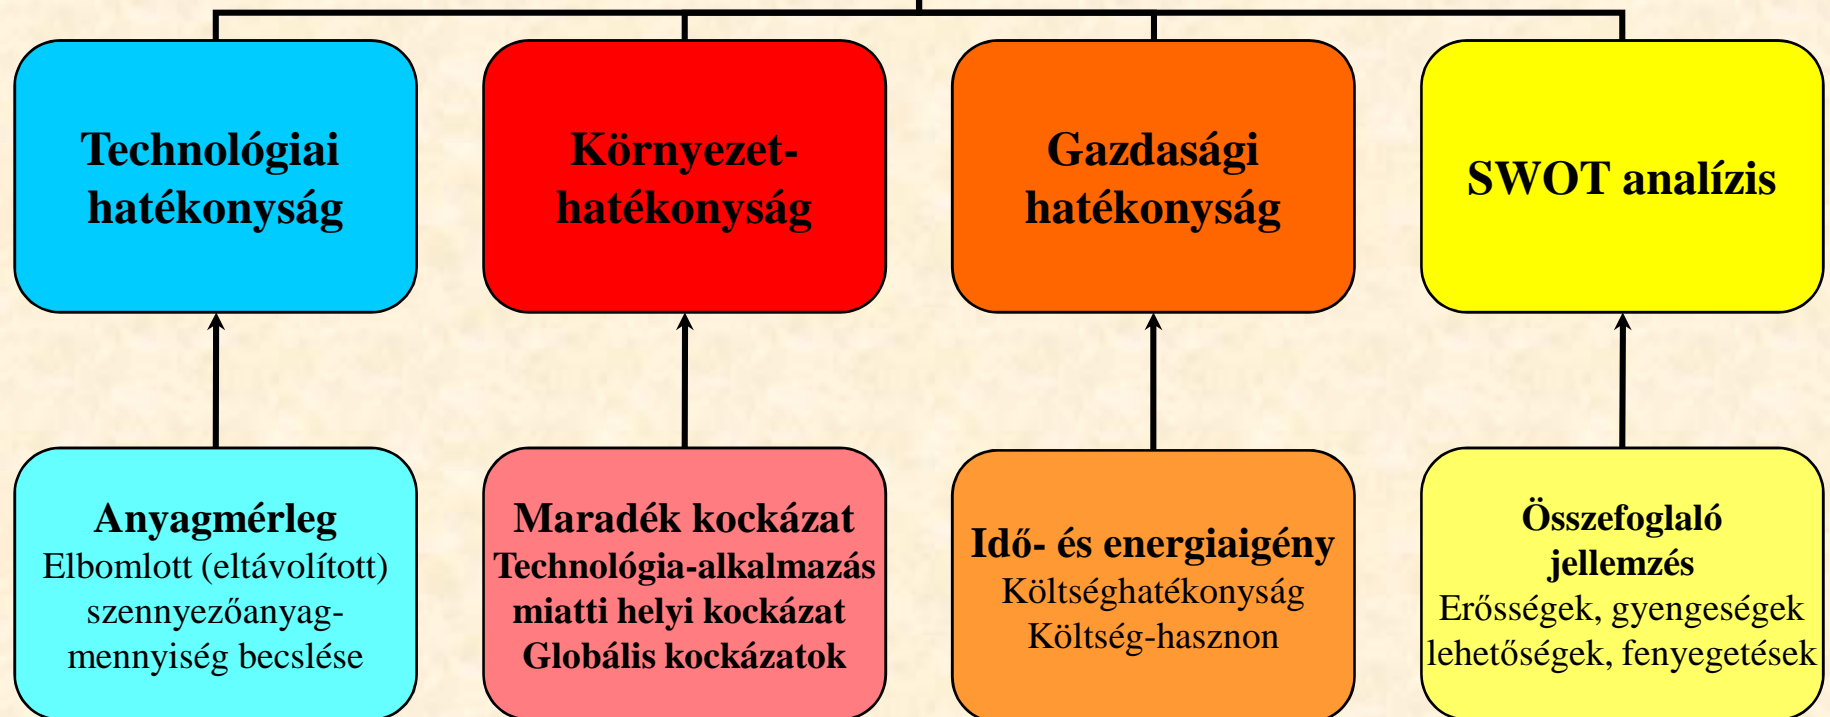 Technológiai
hatékonyság
Környezet-
hatékonyság
Gazdasági
hatékonyság
SWOT analízis
Anyagmérleg
Elbomlott (eltávolított)
szennyezőanyag-
mennyiség becslése
Maradék kockázat
Technológia-alkalmazás
miatti helyi kockázat
Globális kockázatok
Idő- és energiaigény
Költséghatékonyság
Költség-hasznon
Összefoglaló
jellemzés
Erősségek, gyengeségek
lehetőségek, fenyegetések